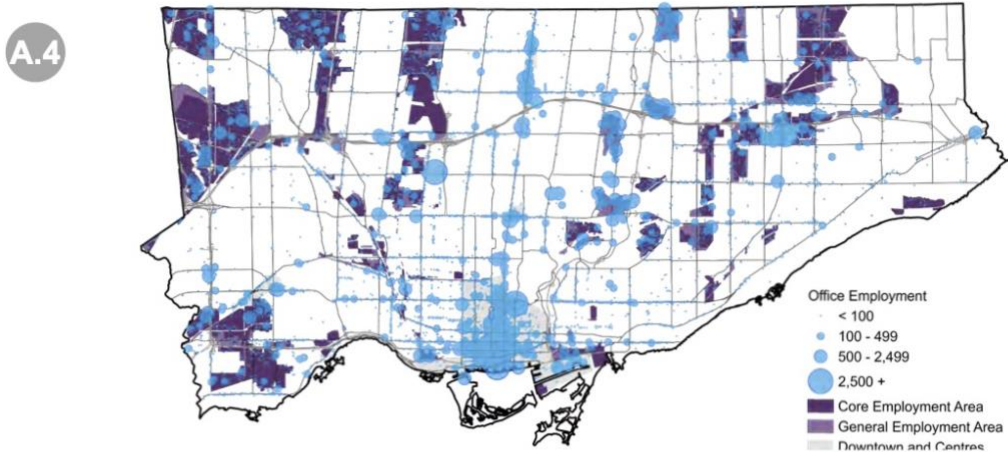 A.4
Office Employment
< 100
100 - 499
500 - 2,499
2,500 +
Core Employment Area
General Employment Area
Downtown and Centres